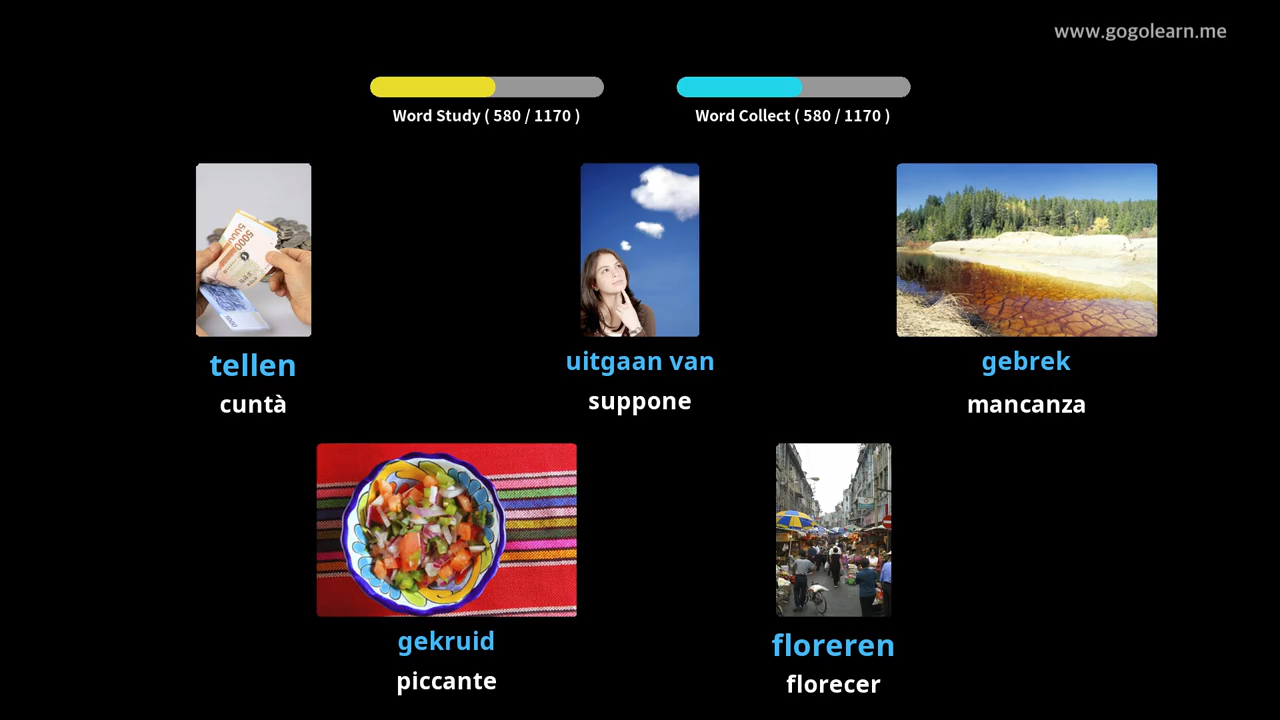 www.gogolearn.me
Word Study ( 580 / 1170 )
Word Collect ( 580 / 1170 )
tellen
cuntà
uitgaan van
suppone
gebrek
mancanza
gekruid
piccante
floreren
florecer